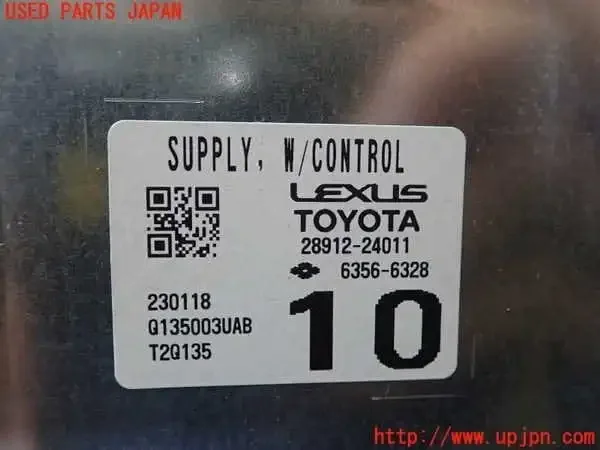 USED PARTS JAPAN
SUPPLY, W/CONTROL
LEXUS
TOYOTA
28912-24011
6356-6328
230118
Q135003UAB
T2Q135
10
http://www.upjpn.com/